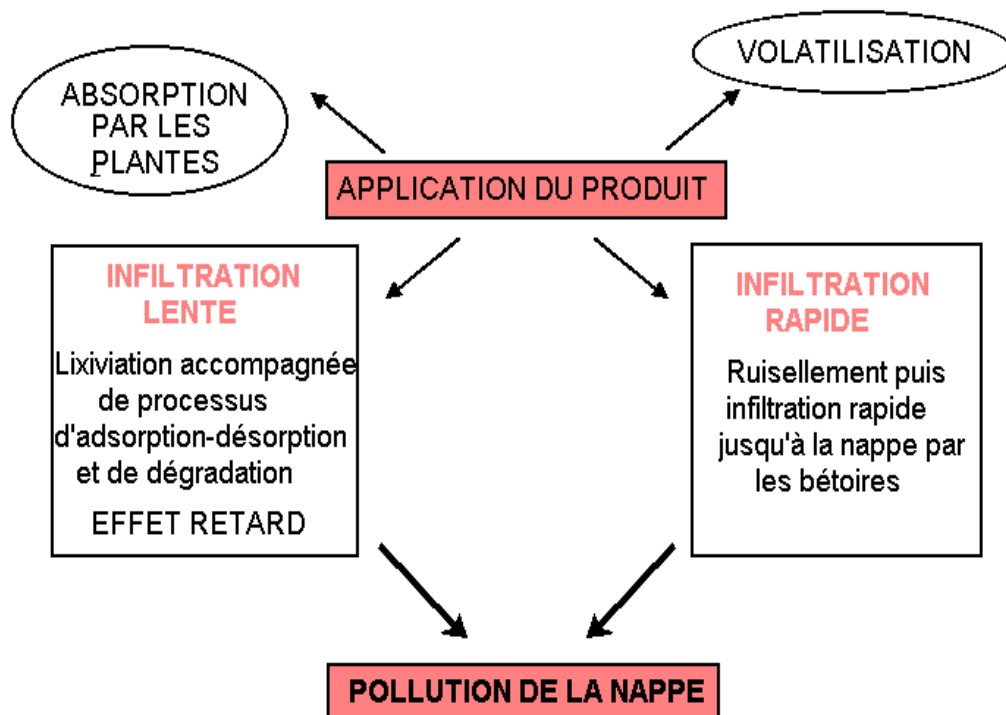 ABSORPTION
PAR LES
PLANTES
VOLATILISATION
APPLICATION DU PRODUIT
INFILTRATION
LENTE
Lixiviation accompagnée
de processus
d'adsorption-désorption
et de dégradation
EFFET RETARD
INFILTRATION
RAPIDE
Ruisellement puis
infiltration rapide
jusqu'à la nappe par
les bétoires
POLLUTION DE LA NAPPE